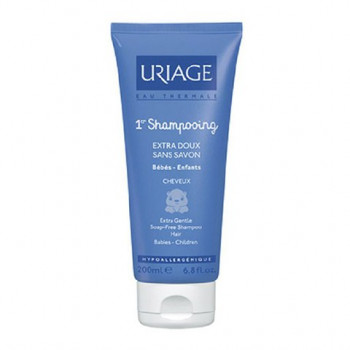 URIAGE
EAU THERMALE
1er Shampooing
EXTRA DOUX
SANS SAVON
Bébés - Enfants
CHEVEUX
Extra Gentle
Soap-Free Shampoo
Hair
Babies - Children
HYPOALLERGÉNIQUE
200ml e 6.8 fl.oz.